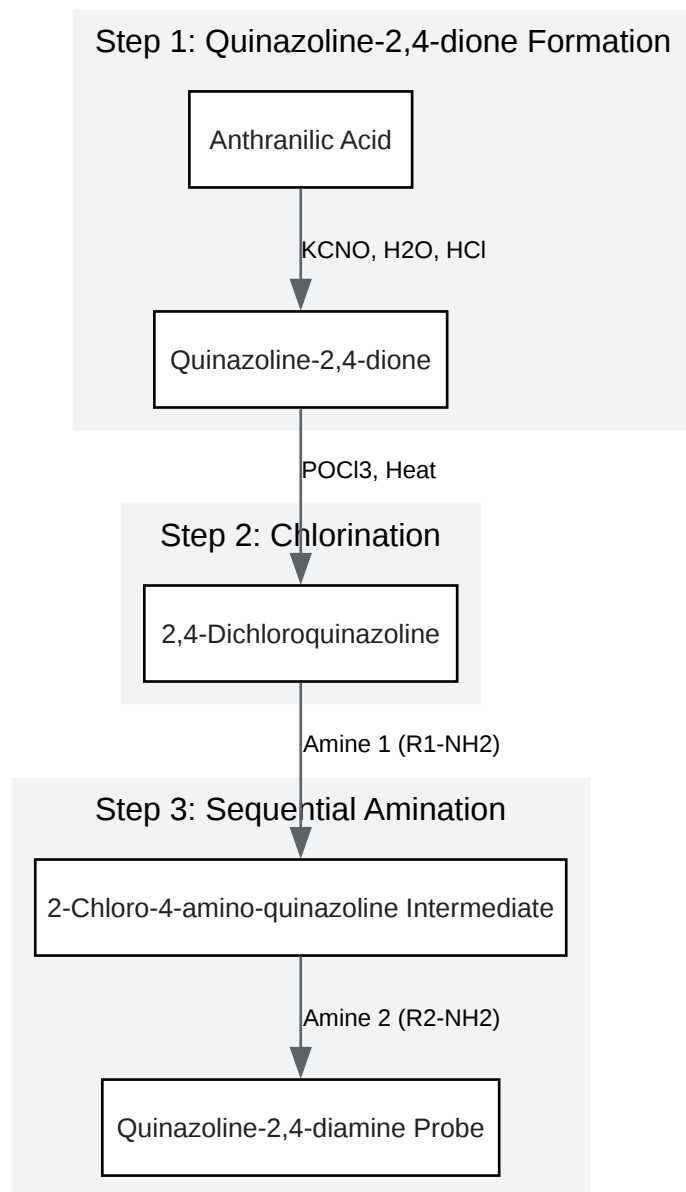 Step 1: Quinazoline-2,4-dione Formation
Anthranilic Acid
KCNO, H2O, HCl
Quinazoline-2,4-dione
POCl3, Heat
Step 2: Chlorination
2,4-Dichloroquinazoline
Amine 1 (R1-NH2)
Step 3: Sequential Amination
2-Chloro-4-amino-quinazoline Intermediate
Amine 2 (R2-NH2)
Quinazoline-2,4-diamine Probe